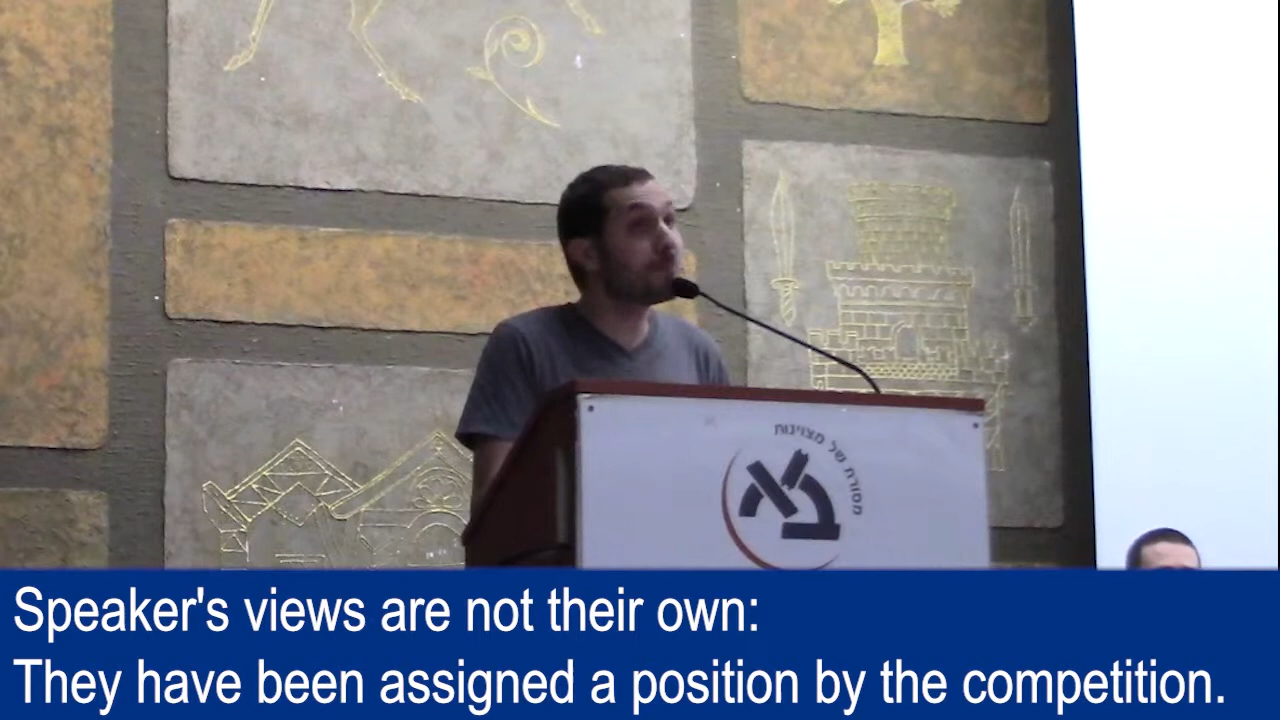 מסורת של מצוינות
Speaker's views are not their own:
They have been assigned a position by the competition.